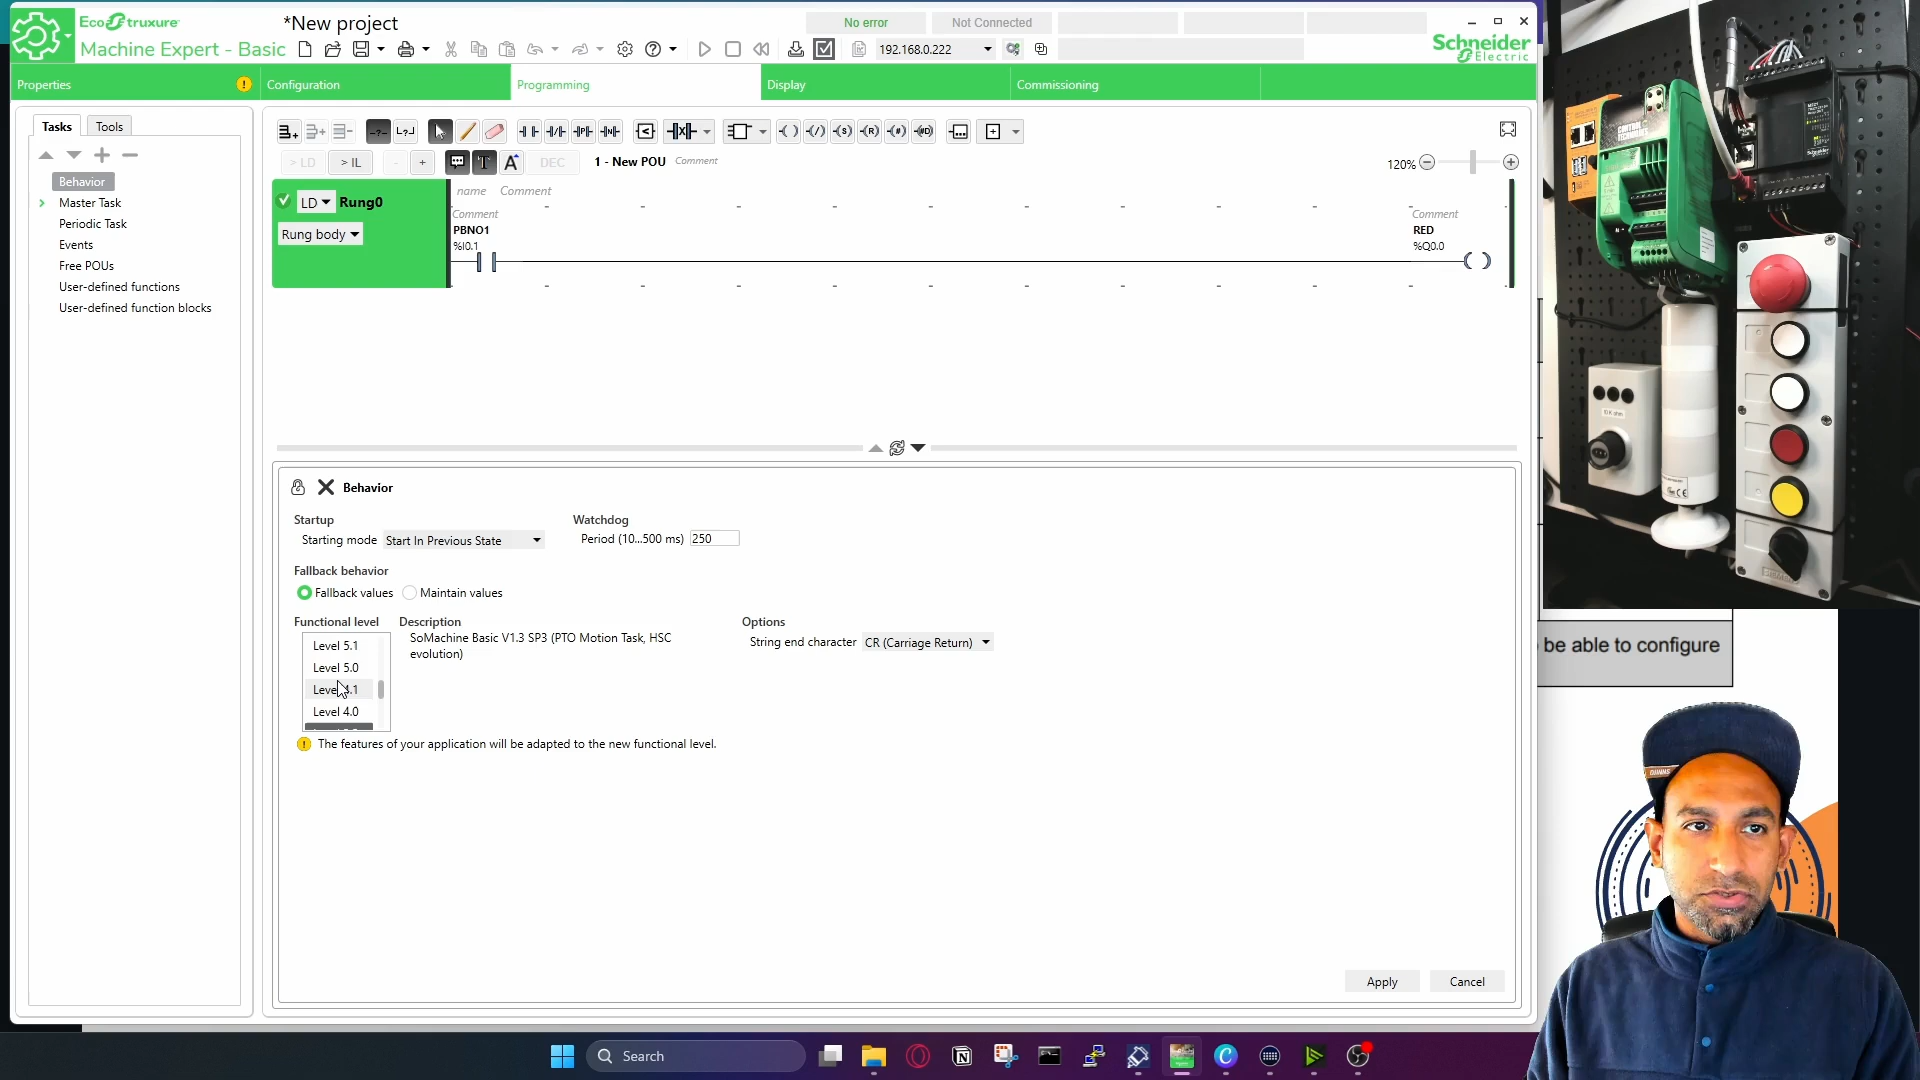 EcoStruxure
Machine Expert - Basic
*New project
No error
Not Connected
192.168.0.222
Schneider
Electric
Properties
Configuration
Programming
Display
Commissioning
Tasks
Tools
Behavior
Master Task
Periodic Task
Events
Free POUs
User-defined functions
User-defined function blocks
> LD
> IL
DEC
1 - New POU
Comment
120%
LD
Rung0
Rung body
name
Comment
Comment
PBNO1
%I0.1
Comment
RED
%Q0.0
Behavior
Startup
Starting mode
Start In Previous State
Watchdog
Period (10...500 ms)
250
Fallback behavior
Fallback values
Maintain values
Functional level
Level 5.1
Level 5.0
Level 4.0
Description
SoMachine Basic V1.3 SP3 (PTO Motion Task, HSC
evolution)
Options
String end character
CR (Carriage Return)
The features of your application will be adapted to the new functional level.
Apply
Cancel
be able to configure
Search